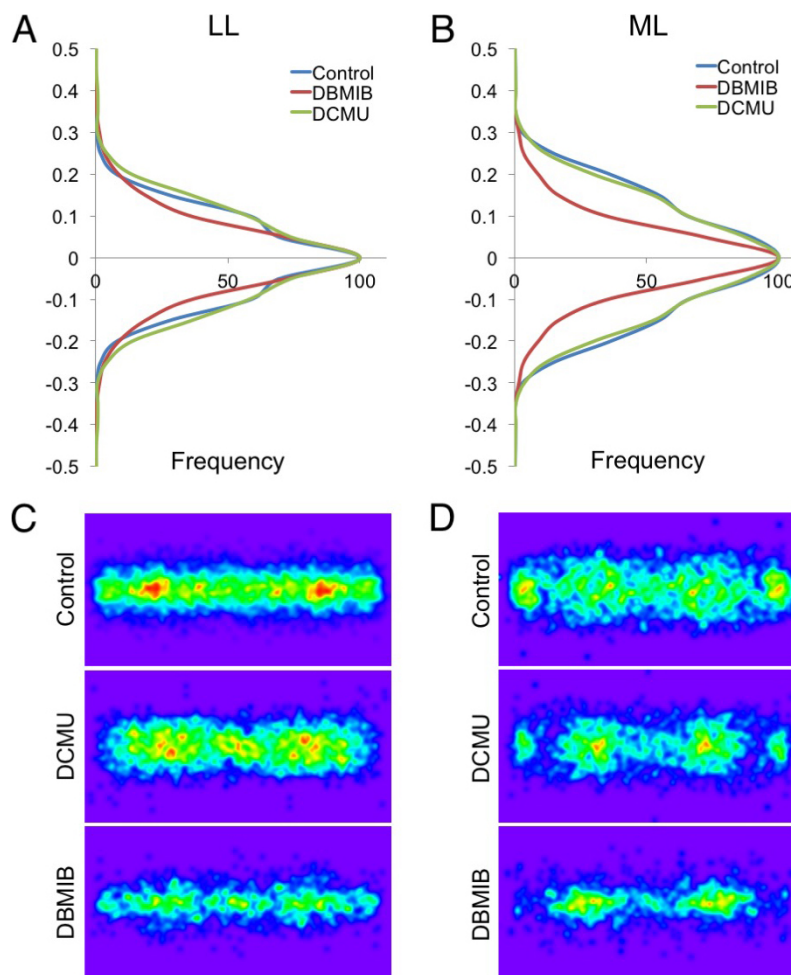 A
LL
0.5
0.4
0.3
0.2
0.1
0
-0.1
-0.2
-0.3
-0.4
-0.5
0
50
100
Control
DBMIB
DCMU
Frequency
B
ML
0.5
0.4
0.3
0.2
0.1
0
-0.1
-0.2
-0.3
-0.4
-0.5
0
50
100
Control
DBMIB
DCMU
Frequency
C
Control
DCMU
DBMIB
D
Control
DCMU
DBMIB